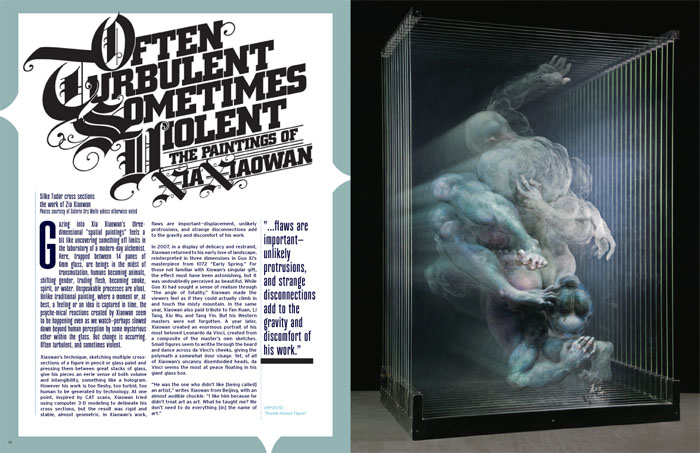 Often
Turbulent
Sometimes
Violent
The Paintings of
Xia Xiaowan
Silke Tudor cross sections
the work of Zia Xiaowan
Photos courtesy of Galerie Urs Meile unless otherwise noted
Gazing into Xia Xiaowan's three-
dimensional "spatial paintings" feels a
bit like uncovering something off limits in
the laboratory of a modern-day alchemist.
Here, trapped between 14 panes of
6mm glass, are beings in the midst of
transmutation, humans becoming animals,
shifting gender, trading flesh, becoming smoke,
spirit, or water. Unspeakable processes are afoot.
Unlike traditional painting, where a moment or, at
best, a feeling or an idea is captured in time, the
psyche-mical reactions created by Xiaowan seem
to be happening even as we watch–perhaps slowed
down beyond human perception by some mysterious
ether within the glass. But change is occurring.
Often turbulent, and sometimes violent.
Xiaowan's technique, sketching multiple cross-
sections of a figure in pencil or glass paint and
pressing them between great stacks of glass,
give his pieces an eerie sense of both volume
and intangibility, something like a hologram.
However his work is too fleshy, too turbid, too
human to be generated by technology. At one
point, inspired by CAT scans, Xiaowan tried
using computer 3-D modeling to delineate his
cross sections, but the result was rigid and
stable, almost geometric. In Xiaowan's work,
flaws are important–displacement, unlikely
protrusions, and strange disconnections add
to the gravity and discomfort of his work.
In 2007, in a display of delicacy and restraint,
Xiaowan returned to his early love of landscape,
reinterpreted in three dimensions in Guo Xi's
masterpiece from 1072 "Early Spring." For
those not familiar with Xiowan's singular gift,
the effect must have been astonishing, but it
was undoubtedly perceived as beautiful. While
Guo Xi had sought a sense of realism through
"the angle of totality," Xiaowan made the
viewers feel as if they could actually climb in
and touch the misty mountain. In the same
year, Xiaowan also paid tribute to Fan Kuan, Li
Tang, Xiu Wu, and Tang Yin. But his Western
masters were not forgotten. A year later,
Xiaowan created an enormous portrait of his
most beloved Leonardo da Vinci, created from
a composite of the master's own sketches.
Small figures seem to writhe through the beard
and dance across da Vinci's cheeks, giving the
polymath a somewhat dour visage. Yet, of all
of Xiaowan's uncanny disembodied heads, da
Vinci seems the most at peace floating in his
giant glass box.
"He was the one who didn't like [being called]
an artist," writes Xiaowan from Beijing, with an
almost audible chuckle. "I like him because he
didn't treat art as art. What he taught me? We
don't need to do everything [in] the name of
art."
"...flaws are
important—
unlikely
protrusions,
and strange
disconnections
add to the
gravity and
discomfort of
his work."